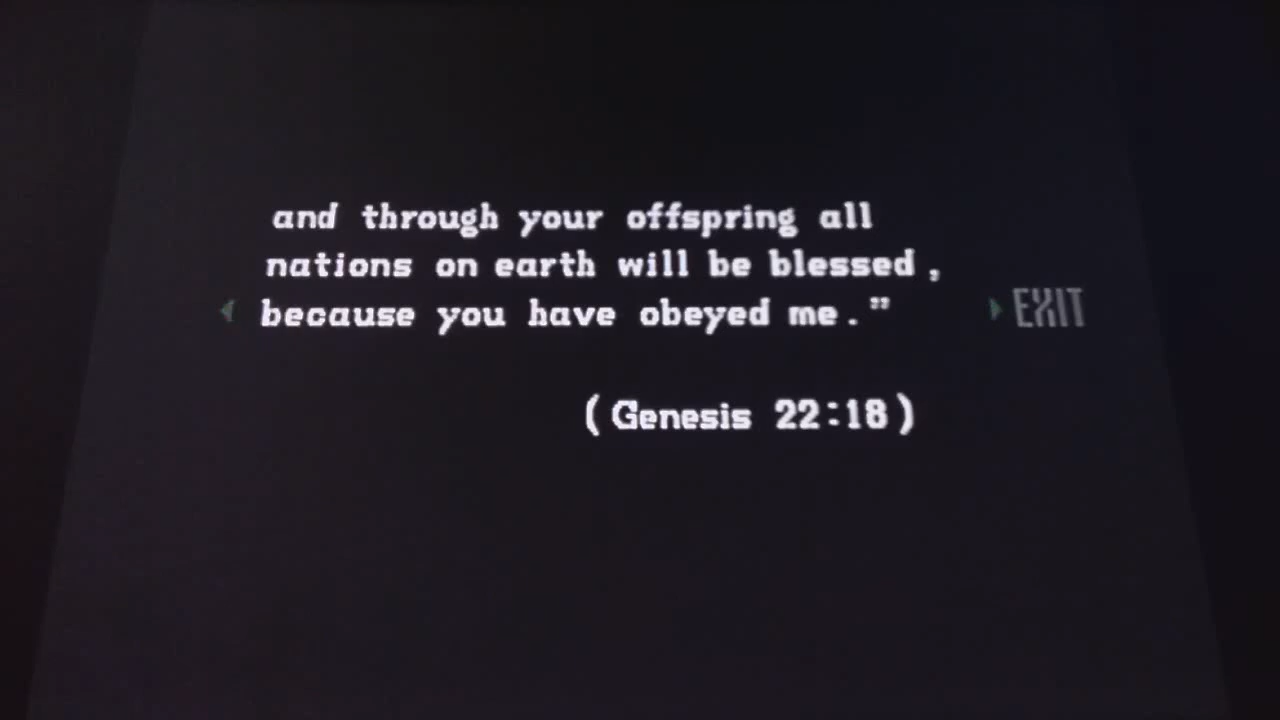 and through your offspring all
nations on earth will be blessed,
because you have obeyed me.”
EXIT
(Genesis 22:18)